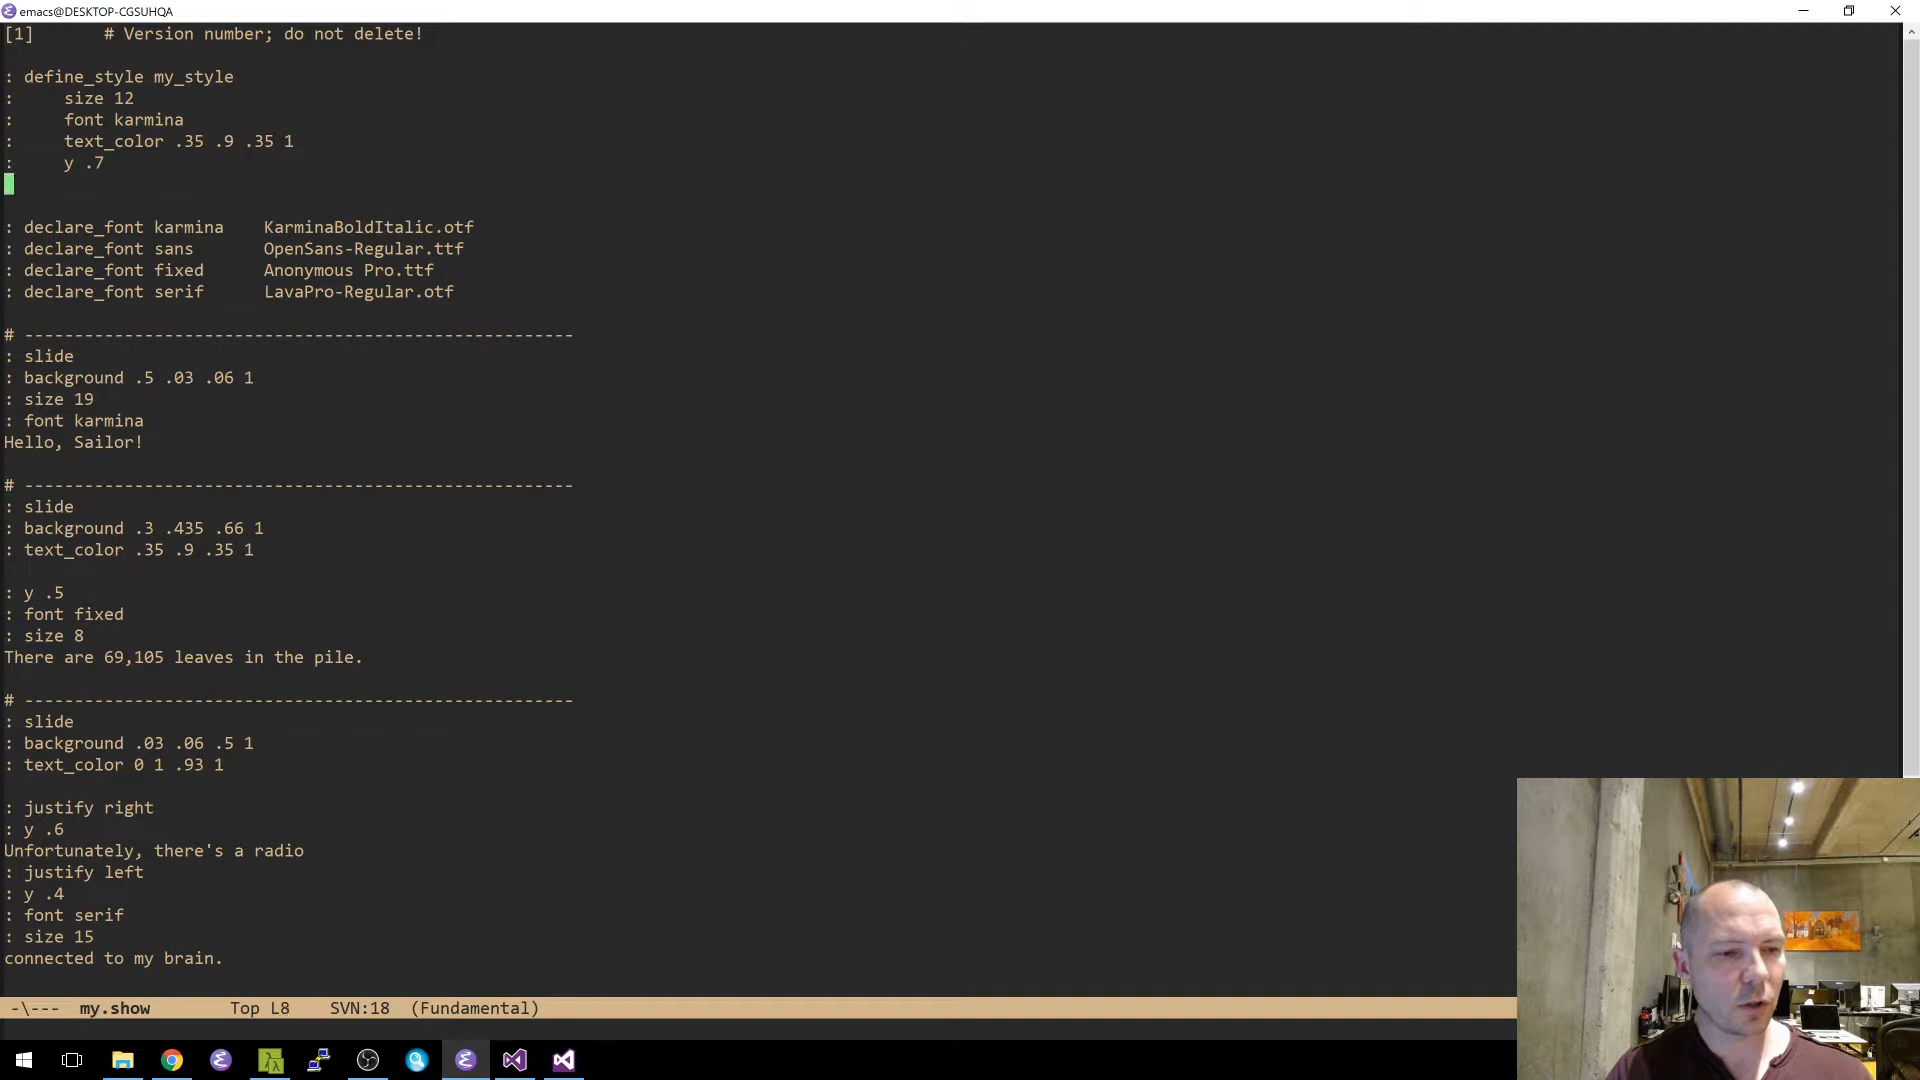 emacs@DESKTOP-CGSUHQA
[1]       # Version number; do not delete!
: define_style my_style
:     size 12
:     font karmina
:     text_color .35 .9 .35 1
:     y .7
: declare_font karmina    KarminaBoldItalic.otf
: declare_font sans       OpenSans-Regular.ttf
: declare_font fixed      Anonymous Pro.ttf
: declare_font serif      LavaPro-Regular.otf
# -------------------------------------------------------
: slide
: background .5 .03 .06 1
: size 19
: font karmina
Hello, Sailor!
# -------------------------------------------------------
: slide
: background .3 .435 .66 1
: text_color .35 .9 .35 1
: y .5
: font fixed
: size 8
There are 69,105 leaves in the pile.
# -------------------------------------------------------
: slide
: background .03 .06 .5 1
: text_color 0 1 .93 1
: justify right
: y .6
Unfortunately, there's a radio
: justify left
: y .4
: font serif
: size 15
connected to my brain.
-\---  my.show        Top L8    SVN:18  (Fundamental)